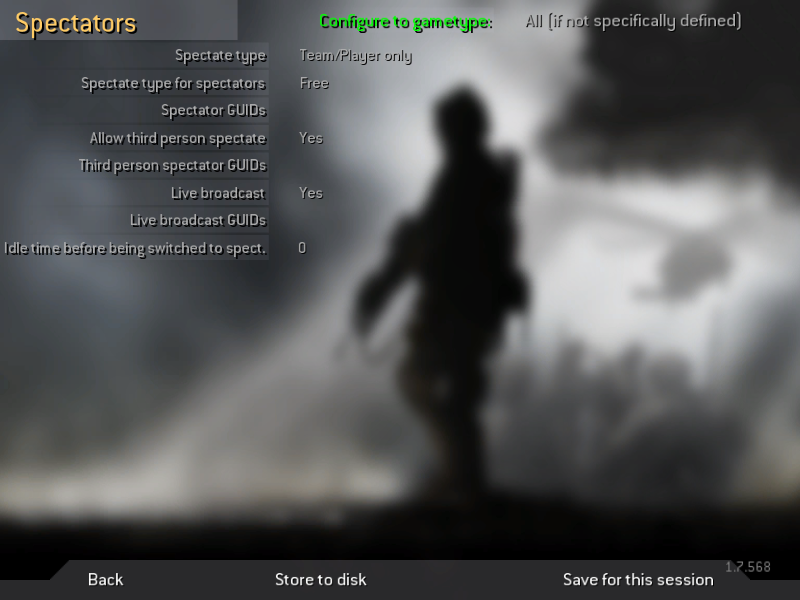 Spectators
Configure to gametype: All (if not specifically defined)
Spectate type Team/Player only
Spectate type for spectators Free
Spectator GUIDs
Allow third person spectate Yes
Third person spectator GUIDs
Live broadcast Yes
Live broadcast GUIDs
Idle time before being switched to spect. 0
1.7.568
Back Store to disk Save for this session